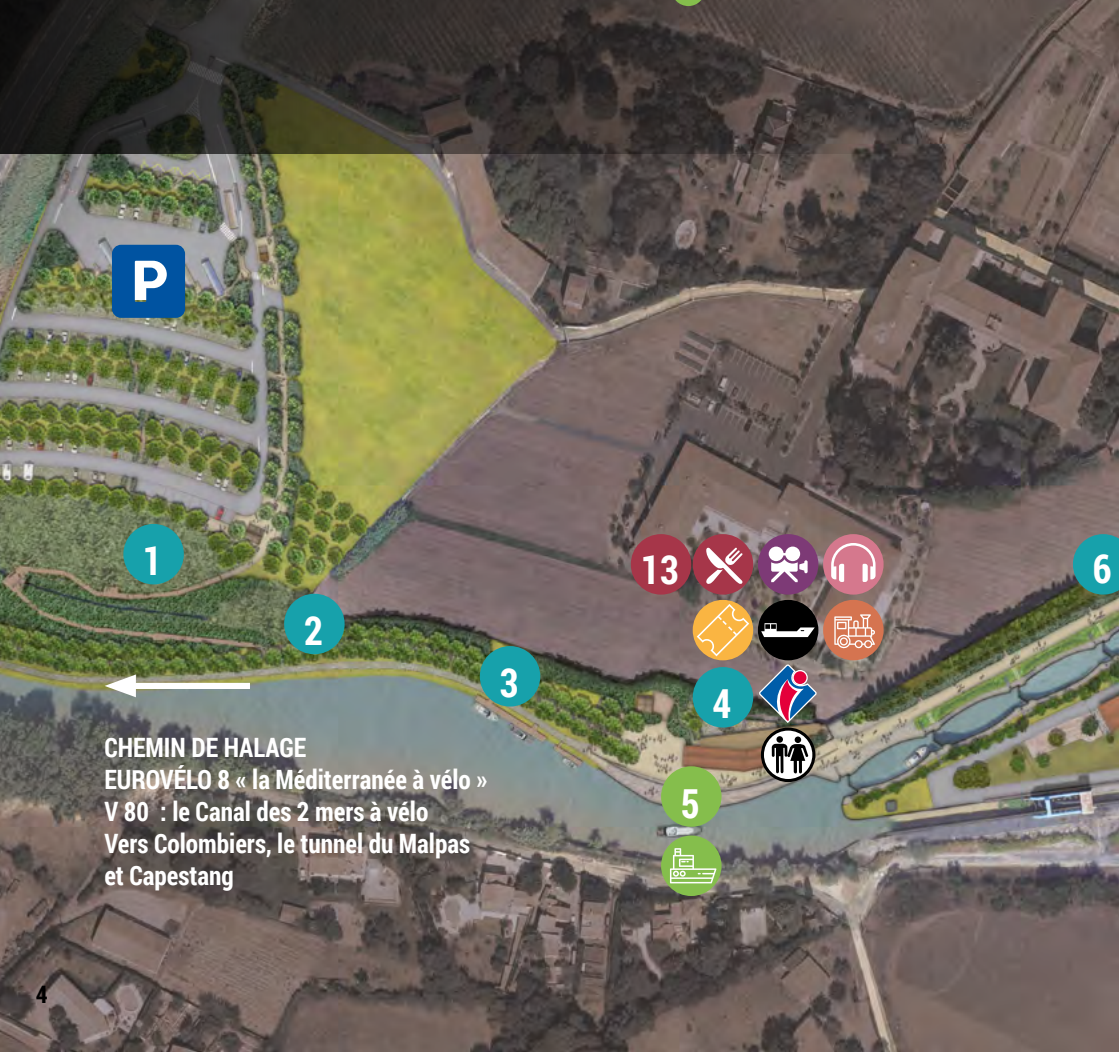 P
1
13
6
2
3
4
5
CHEMIN DE HALAGE
EUROVÉLO 8 « la Méditerranée à vélo »
V 80 : le Canal des 2 mers à vélo
Vers Colombiers, le tunnel du Malpas
et Capestang
4